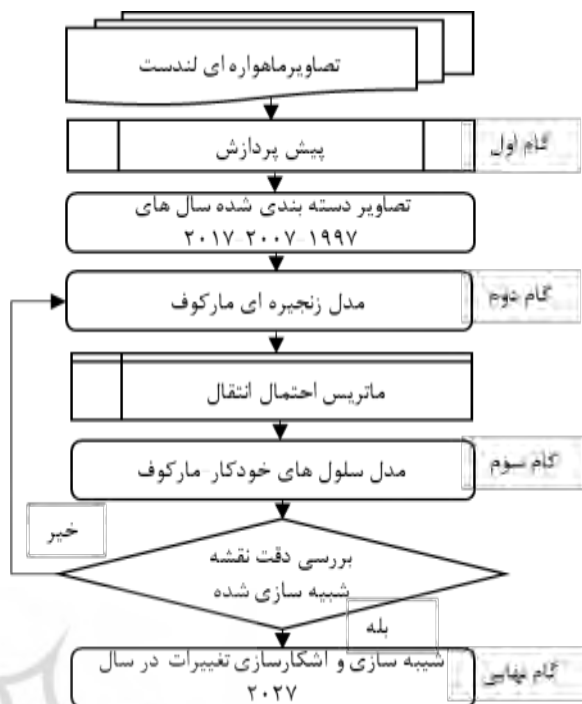 تصاویرماهواره ای لندست
پیش پردازش
گام اول
تصاویر دسته بندی شده سال های
۱۹۹۷-۲۰۰۷-۲۰۱۷
مدل زنجیره ای مارکوف
گام دوم
ماتریس احتمال انتقال
مدل سلول های خودکار-مارکوف
گام سوم
خیر
بررسی دقت نقشه
شبیه سازی شده
بله
شبیه سازی و آشکارسازی تغییرات در سال
۲۰۲۷
گام نهایی